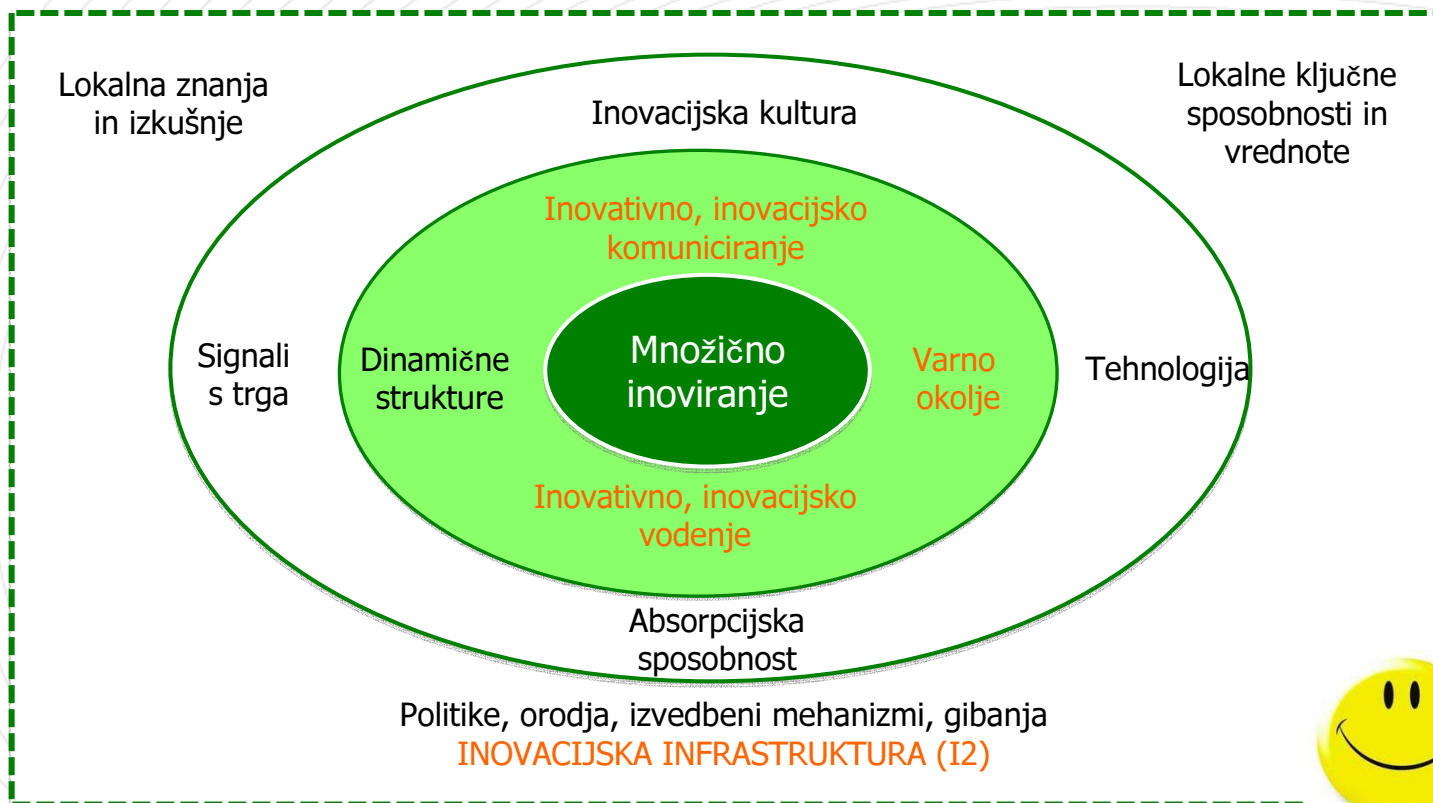 Lokalna znanja
in izkušnje
Lokalne ključne
sposobnosti in
vrednote
Inovacijska kultura
Inovativno, inovacijsko
komuniciranje
Signali
s trga
Dinamične
strukture
Množično
inoviranje
Varno
okolje
Tehnologija
Inovativno, inovacijsko
vodenje
Absorpcijska
sposobnost
Politike, orodja, izvedbeni mehanizmi, gibanja
INOVACIJSKA INFRASTRUKTURA (I2)